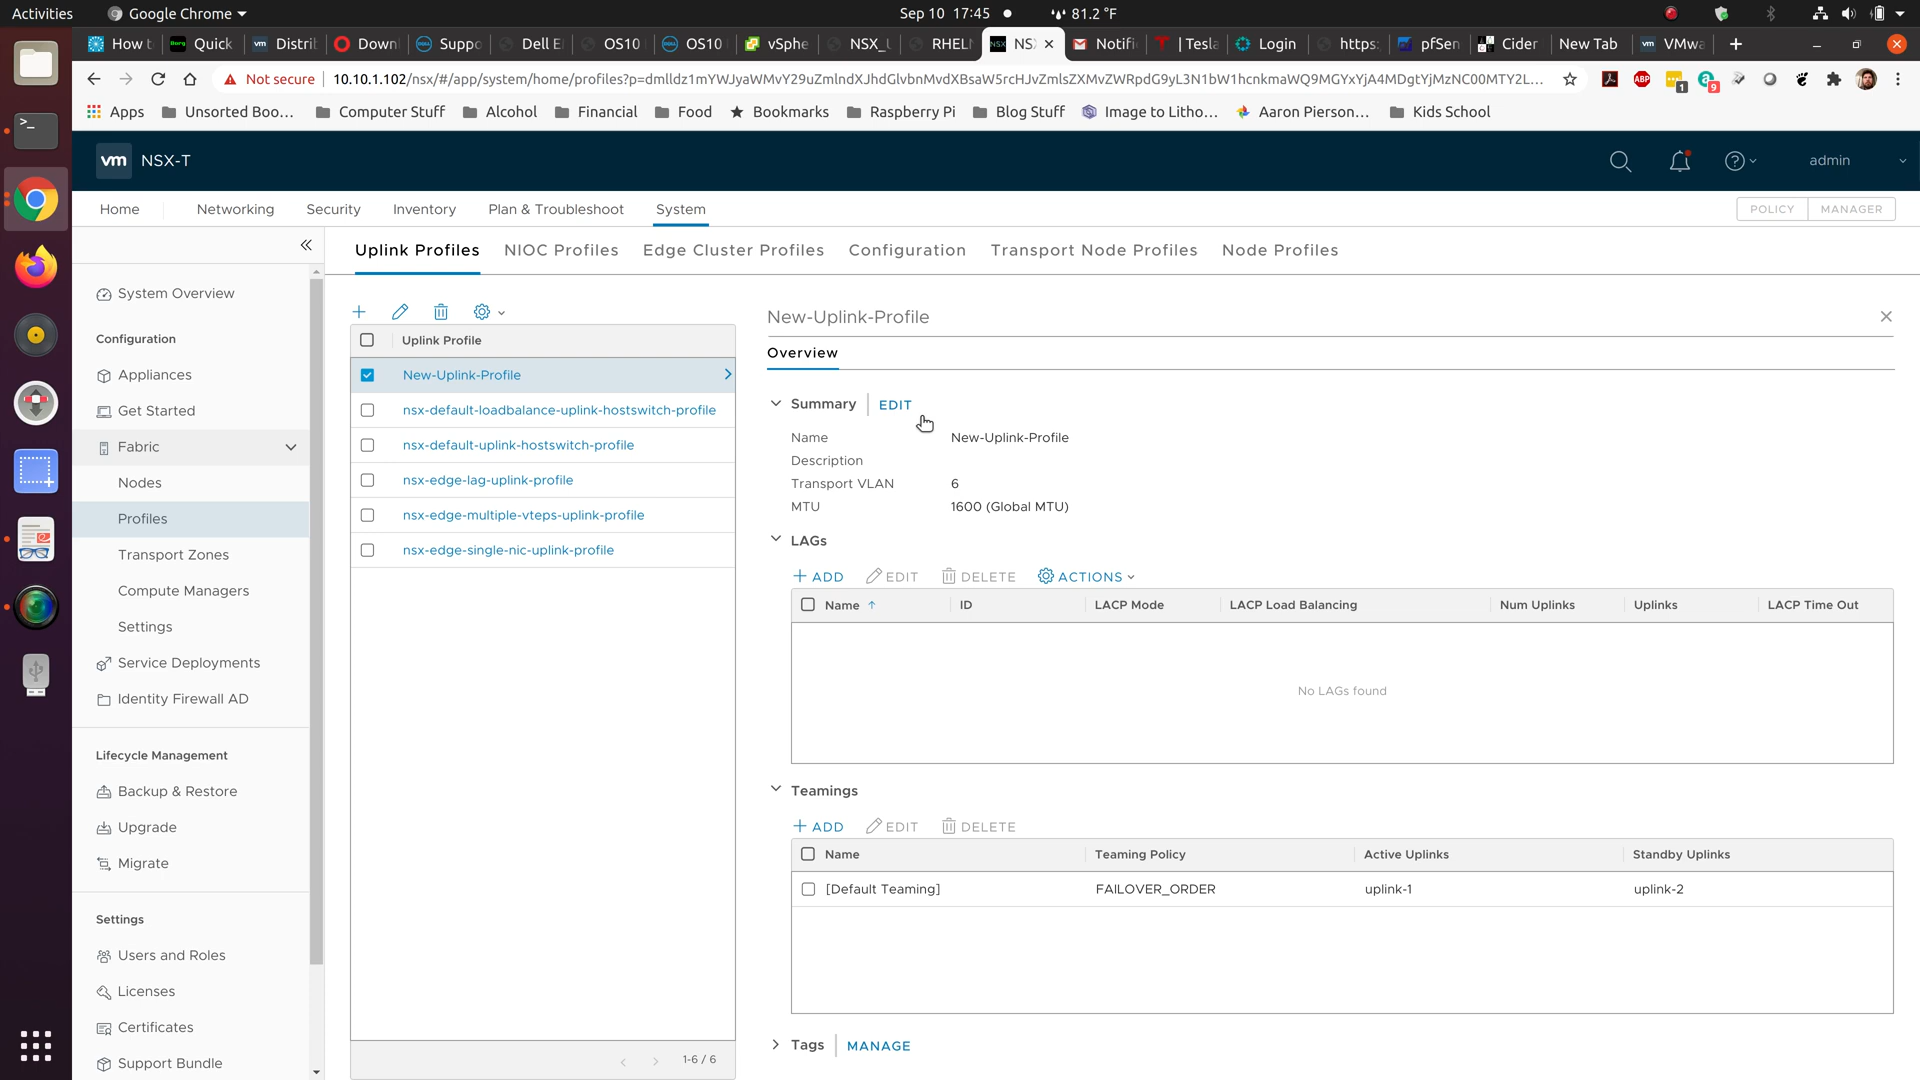 Activities
Google Chrome
Sep 10 17:45
81.2 °F
How t
Quick
vm Distrib
Down
Suppo
Dell E
OS10
OS10
vSphe
NSX_U
RHEL
NSX NS
Notifi
| Tesla
Login
https:
pfSen
Cider
New Tab
vm VMwa
Not secure
10.10.1.102/nsx/#/app/system/home/profiles?p=dmlldz1mYWJyaWMvY29uZmlndXJhdGlvbnMvdXBsaW5rcHJvZmlsZXMvZWRpdG9yL3N1bW1hcnkmaWQ9MGYxYjA4MDgtYjMzNC00MTY2L...
ABP
1
9
Apps
Unsorted Boo...
Computer Stuff
Alcohol
Financial
Food
Bookmarks
Raspberry Pi
Blog Stuff
Image to Litho...
Aaron Pierson...
Kids School
vm NSX-T
admin
Home
Networking
Security
Inventory
Plan & Troubleshoot
System
POLICY
MANAGER
System Overview
Configuration
Appliances
Get Started
Fabric
Nodes
Profiles
Transport Zones
Compute Managers
Settings
Service Deployments
Identity Firewall AD
Lifecycle Management
Backup & Restore
Upgrade
Migrate
Settings
Users and Roles
Licenses
Certificates
Support Bundle
Uplink Profiles
NIOC Profiles
Edge Cluster Profiles
Configuration
Transport Node Profiles
Node Profiles
Uplink Profile
New-Uplink-Profile
nsx-default-loadbalance-uplink-hostswitch-profile
nsx-default-uplink-hostswitch-profile
nsx-edge-lag-uplink-profile
nsx-edge-multiple-vteps-uplink-profile
nsx-edge-single-nic-uplink-profile
1-6 / 6
New-Uplink-Profile
Overview
Summary
EDIT
Name New-Uplink-Profile
Description
Transport VLAN 6
MTU 1600 (Global MTU)
LAGs
ADD EDIT DELETE ACTIONS
Name ID LACP Mode LACP Load Balancing Num Uplinks Uplinks LACP Time Out
No LAGs found
Teamings
ADD EDIT DELETE
Name Teaming Policy Active Uplinks Standby Uplinks
[Default Teaming] FAILOVER_ORDER uplink-1 uplink-2
Tags
MANAGE